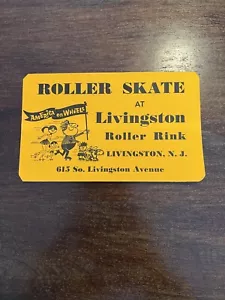 ROLLER SKATE
AT
AMERICA on WHEELS
Livingston
Roller Rink
LIVINGSTON, N. J.
615 So. Livingston Avenue